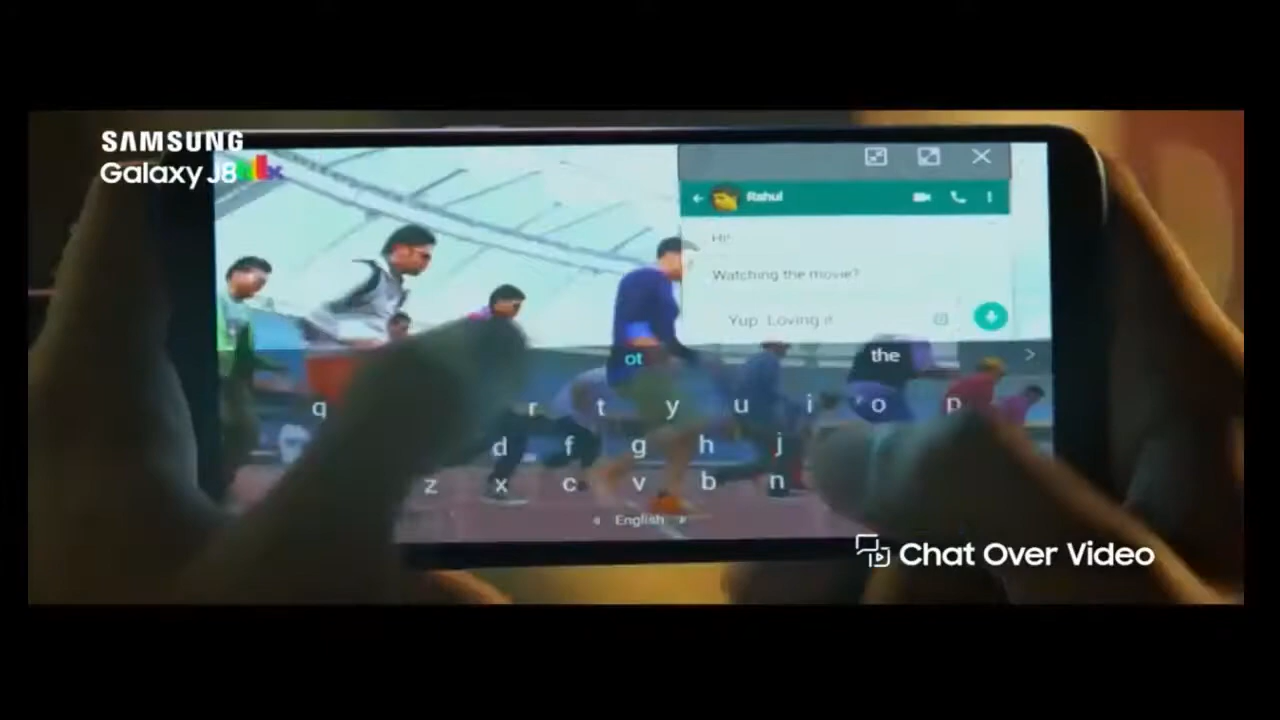 SAMSUNG
Galaxy J8
Rahul
Hi!
Watching the movie?
Yup. Loving it
ot the
q r t y u i o p
d f g h j
z x c v b n
« English »
Chat Over Video